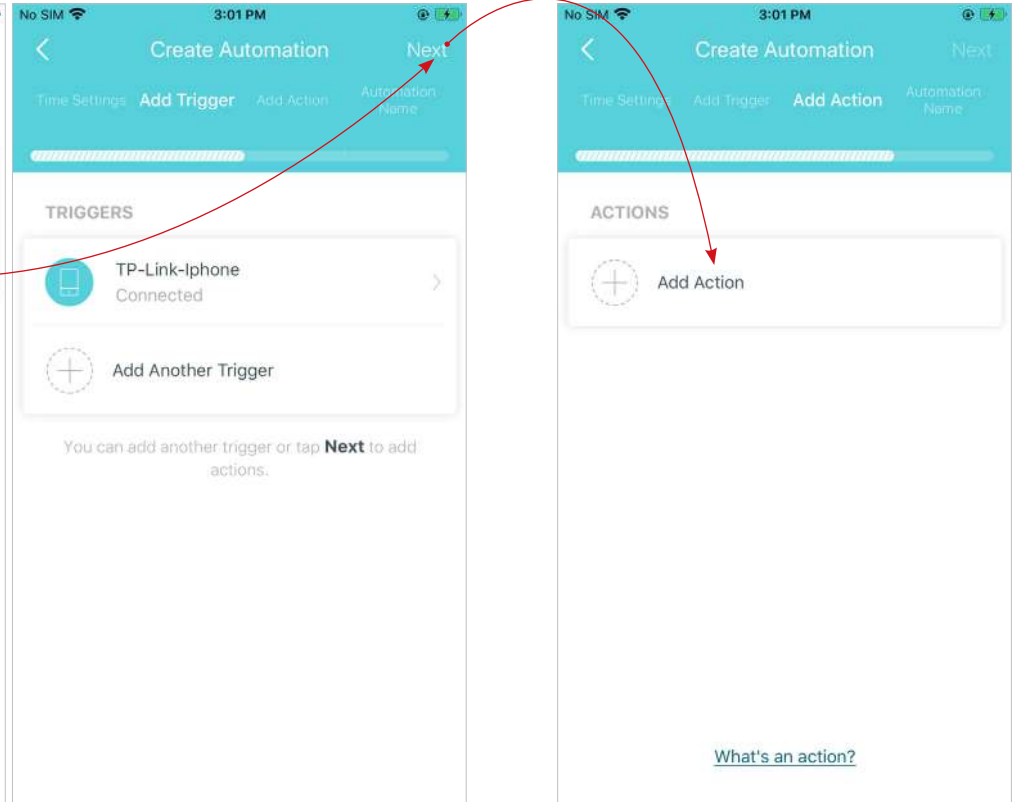 No SIM 3:01 PM
Create Automation Next
Time Settings Add Trigger Add Action Automation Name
TRIGGERS
TP-Link-Iphone
Connected
Add Another Trigger
You can add another trigger or tap Next to add
actions.
No SIM 3:01 PM
Create Automation Next
Time Settings Add Trigger Add Action Automation Name
ACTIONS
Add Action
What's an action?